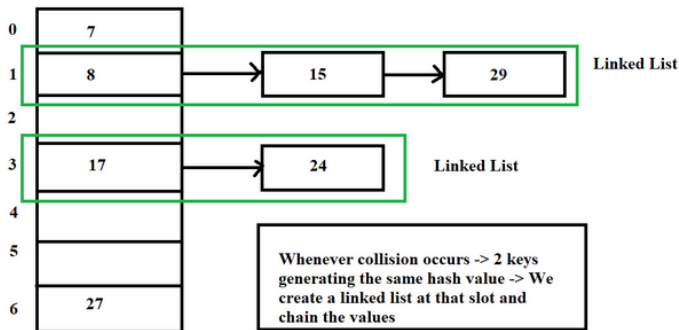 0 7
1 8 15 29 Linked List
2
3 17 24 Linked List
4
5
6 27
Whenever collision occurs -> 2 keys
generating the same hash value -> We
create a linked list at that slot and
chain the values